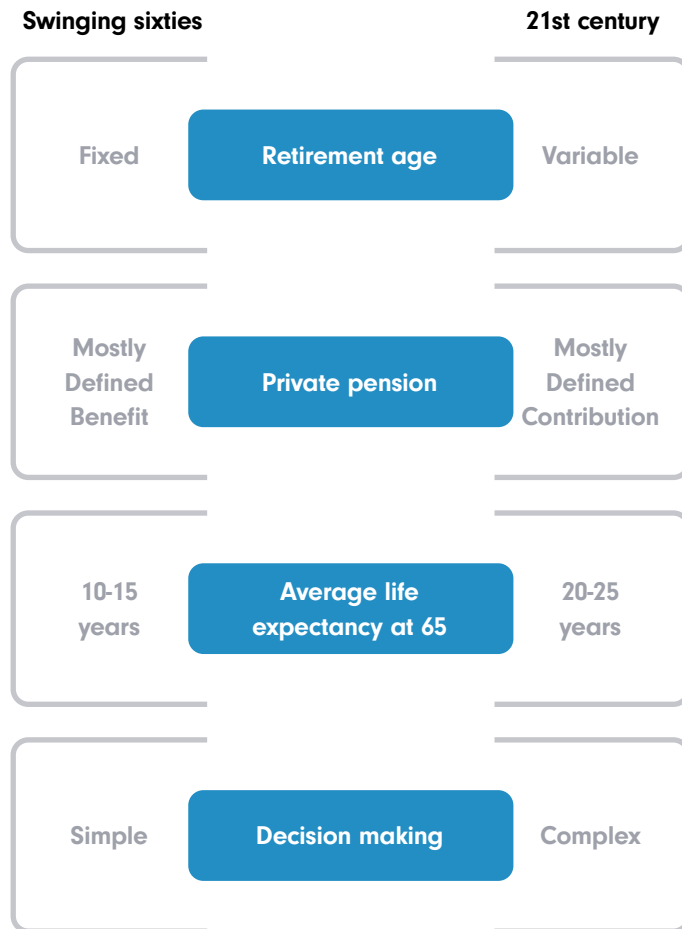 Swinging sixties
21st century
Fixed
Retirement age
Variable
Mostly
Defined
Benefit
Private pension
Mostly
Defined
Contribution
10-15
years
Average life
expectancy at 65
20-25
years
Simple
Decision making
Complex